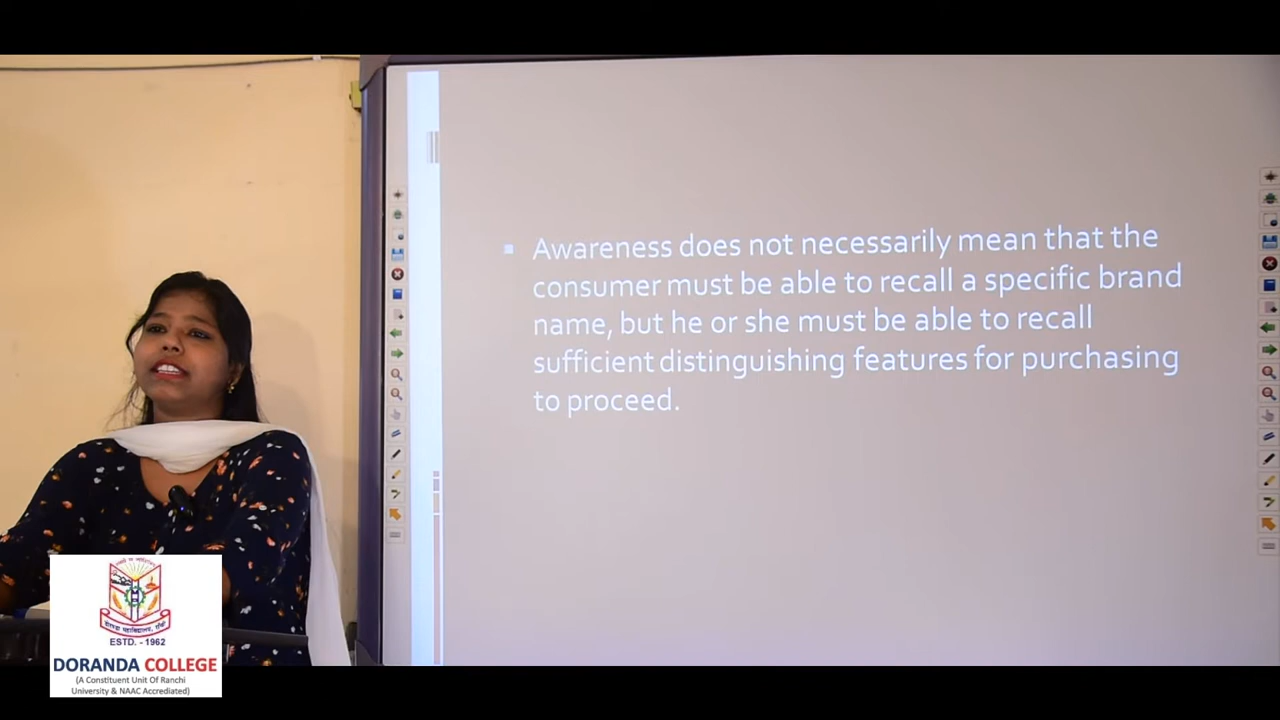 Awareness does not necessarily mean that the
consumer must be able to recall a specific brand
name, but he or she must be able to recall
sufficient distinguishing features for purchasing
to proceed.
ESTD. - 1962
DORANDA COLLEGE
(A Constituent Unit Of Ranchi
University & NAAC Accredited)